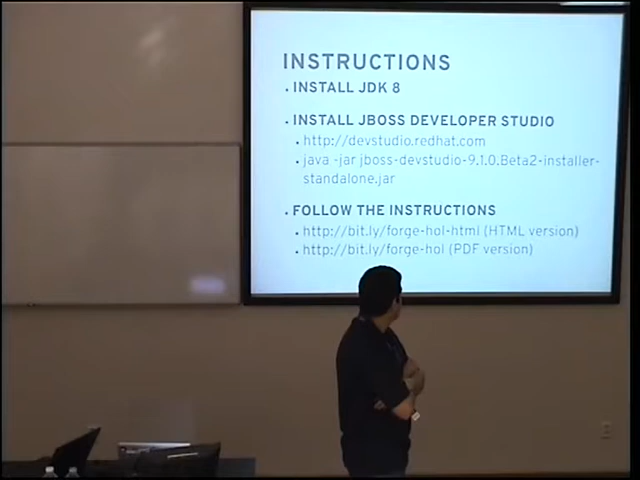 INSTRUCTIONS
INSTALL JDK 8
INSTALL JBOSS DEVELOPER STUDIO
http://devstudio.redhat.com
java -jar jboss-devstudio-9.1.0.Beta2-installer-
standalone.jar
FOLLOW THE INSTRUCTIONS
http://bit.ly/forge-hol-html (HTML version)
http://bit.ly/forge-hol (PDF version)